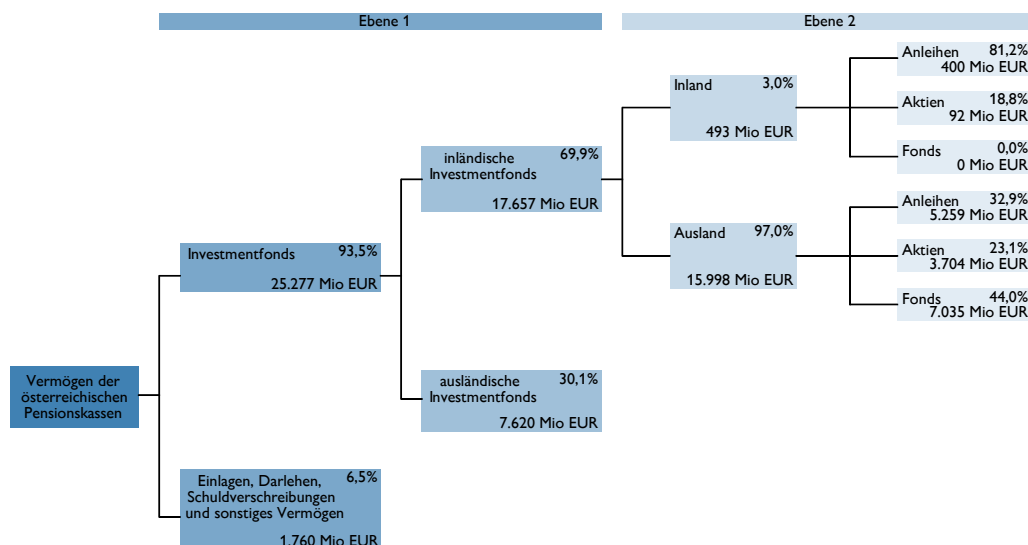 Ebene 1
Ebene 2
Vermögen der
österreichischen
Pensionskassen
Investmentfonds 93,5%
25.277 Mio EUR
Einlagen, Darlehen, 6,5%
Schuldverschreibungen
und sonstiges Vermögen
1.760 Mio EUR
inländische 69,9%
Investmentfonds
17.657 Mio EUR
ausländische 30,1%
Investmentfonds
7.620 Mio EUR
Inland 3,0%
493 Mio EUR
Ausland 97,0%
15.998 Mio EUR
Anleihen 81,2%
400 Mio EUR
Aktien 18,8%
92 Mio EUR
Fonds 0,0%
0 Mio EUR
Anleihen 32,9%
5.259 Mio EUR
Aktien 23,1%
3.704 Mio EUR
Fonds 44,0%
7.035 Mio EUR